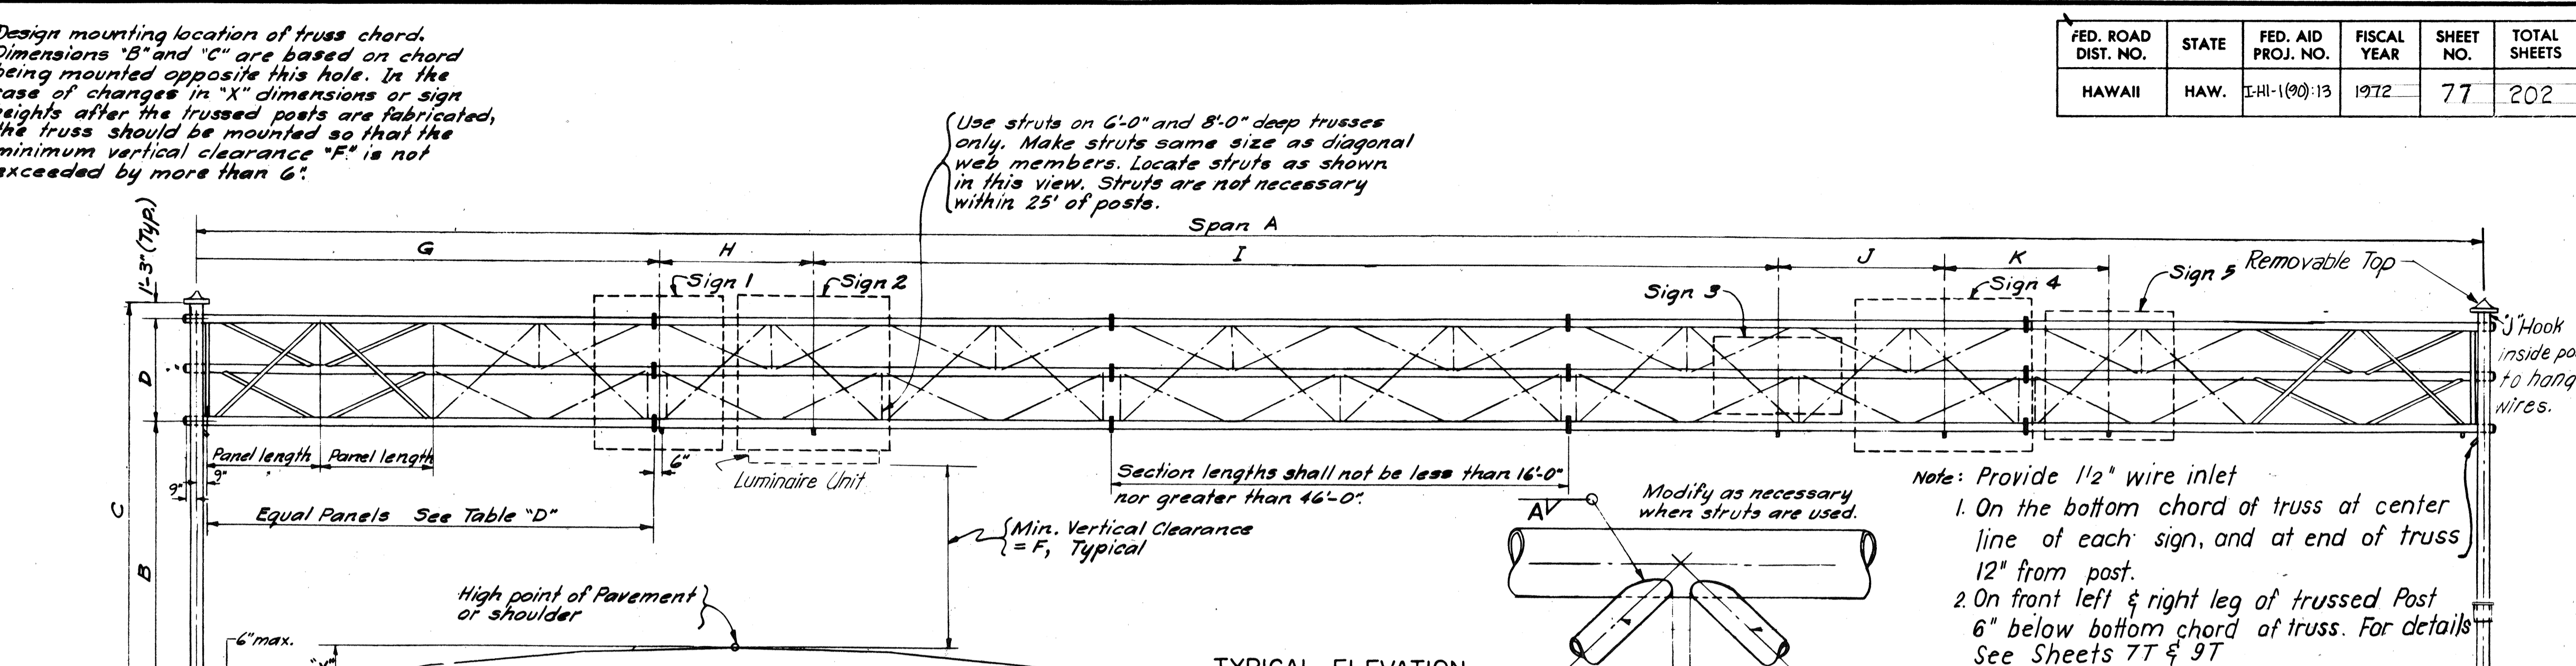 Design mounting location of truss chord.
Dimensions "B" and "C" are based on chord
being mounted opposite this hole. In the
case of changes in "X" dimensions or sign
heights after the trussed posts are fabricated,
the truss should be mounted so that the
minimum vertical clearance "F" is not
exceeded by more than 6".
FED. ROAD DIST. NO. STATE FED. AID PROJ. NO. FISCAL YEAR SHEET NO. TOTAL SHEETS
HAWAII HAW. I-HI-1(90):13 1972 77 202
Use struts on 6'-0" and 8'-0" deep trusses
only. Make struts same size as diagonal
web members. Locate struts as shown
in this view. Struts are not necessary
within 25' of posts.
1'-3" (Typ.)
Span A
G H I J K
Sign 1
Sign 2
Sign 3
Sign 4
Sign 5
Removable Top
"J" Hook
inside
to hang
wires.
D
C
B
Panel length Panel length
9" 9"
6"
Luminaire Unit
Equal Panels See Table "D"
Section lengths shall not be less than 16'-0"
nor greater than 46'-0".
Min. Vertical Clearance
= F, Typical
High point of Pavement
or shoulder
6" max.
"X"
A
Modify as necessary
when struts are used.
Note: Provide 1 1/2" wire inlet
1. On the bottom chord of truss at center
line of each sign, and at end of truss
12" from post.
2. On front left & right leg of trussed Post
6" below bottom chord of truss. For details
See Sheets 7T & 9T
TYPICAL ELEVATION